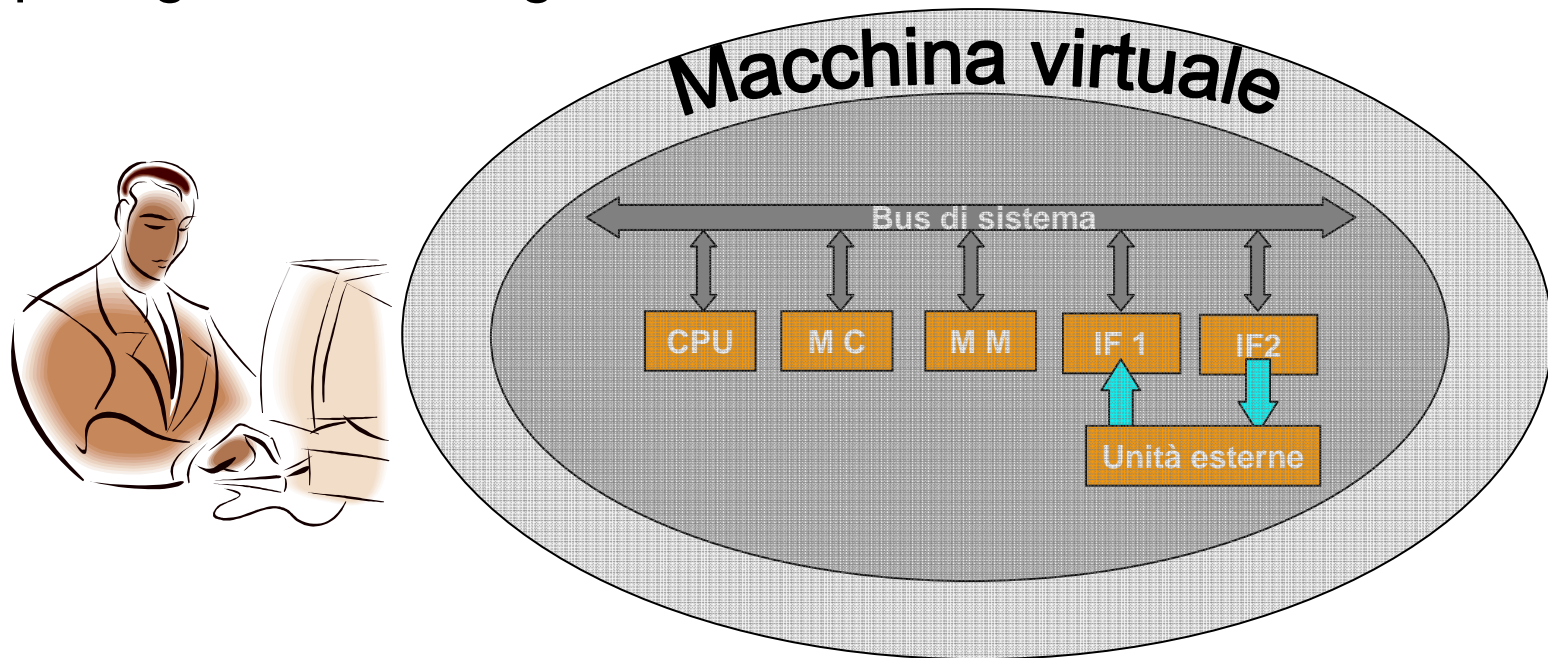 Macchina virtuale
Bus di sistema
CPU M C M M IF 1 IF2
Unità esterne